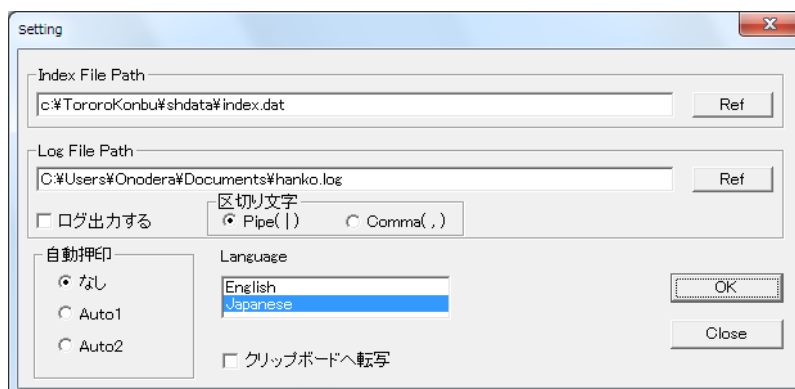 Setting
Index File Path
c:¥TororoKonbu¥shdata¥index.dat
Ref
Log File Path
C:¥Users¥Onodera¥Documents¥hanko.log
Ref
ログ出力する
区切り文字
Pipe(|)
Comma(,)
自動押印
なし
Auto1
Auto2
Language
English
Japanese
クリップボードへ転写
OK
Close